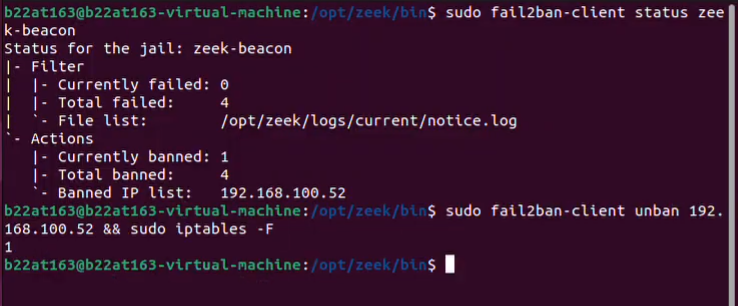 b22at163@b22at163-virtual-machine:/opt/zeek/bin$ sudo fail2ban-client status zee
k-beacon
Status for the jail: zeek-beacon
|- Filter
|  |- Currently failed: 0
|  |- Total failed:     4
|  `- File list:        /opt/zeek/logs/current/notice.log
`- Actions
   |- Currently banned: 1
   |- Total banned:     4
   `- Banned IP list:   192.168.100.52
b22at163@b22at163-virtual-machine:/opt/zeek/bin$ sudo fail2ban-client unban 192.
168.100.52 && sudo iptables -F
1
b22at163@b22at163-virtual-machine:/opt/zeek/bin$